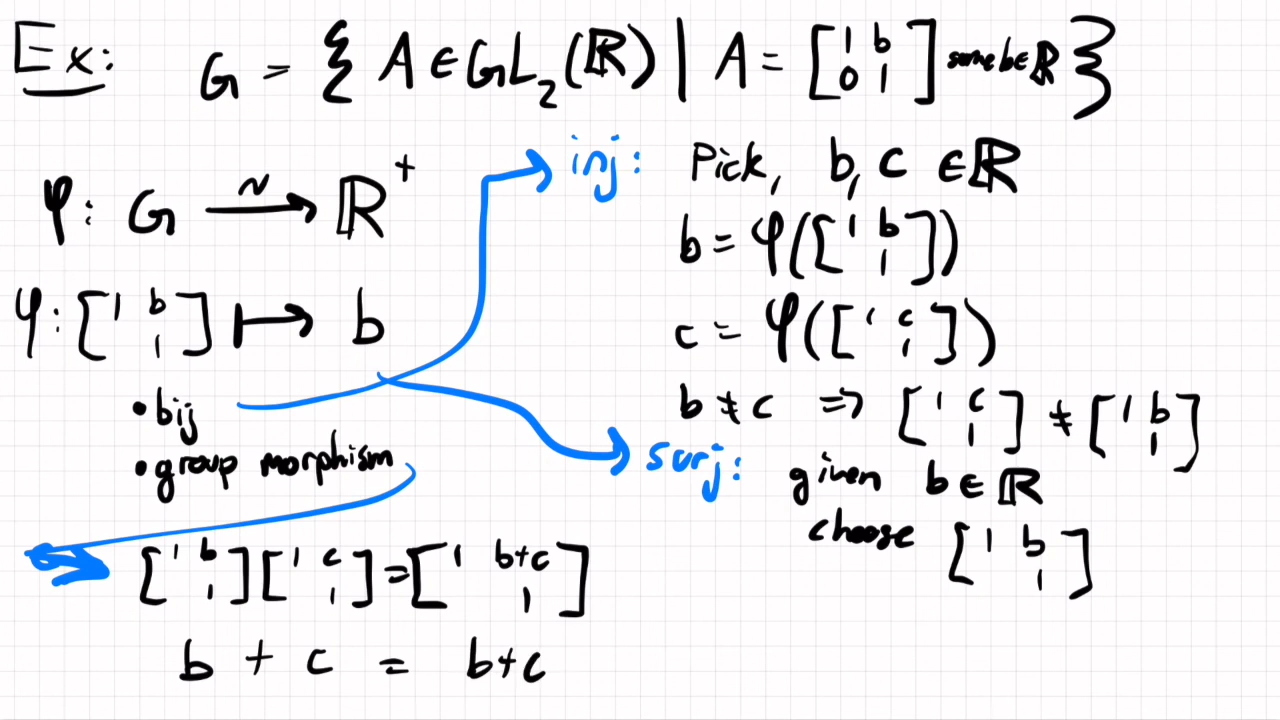 Ex: G = { A ∈ GL₂(ℝ) | A = [1 b; 0 1] some b∈ℝ }
φ: G ⥲ ℝ⁺
φ: [1 b; 1] ↦ b
• bij
• group morphism
[1 b; 1][1 c; 1] = [1 b+c; 1]
b + c = b+c
inj: Pick, b, c ∈ ℝ
b = φ([1 b; 1])
c = φ([1 c; 1])
b ≠ c ⇒ [1 c; 1] ≠ [1 b; 1]
surj: given b ∈ ℝ
choose [1 b; 1]